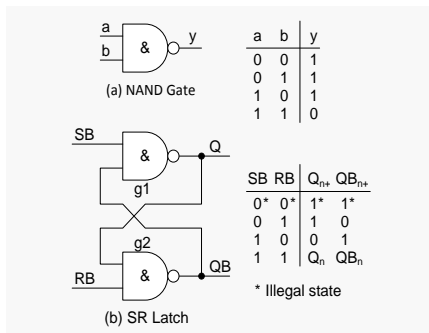 a
b
&
y
(a) NAND Gate
a b y
0 0 1
0 1 1
1 0 1
1 1 0
SB
&
Q
g1
g2
RB
&
QB
(b) SR Latch
SB RB Qn+ QBn+
0* 0* 1* 1*
0 1 1 0
1 0 0 1
1 1 Qn QBn
* Illegal state